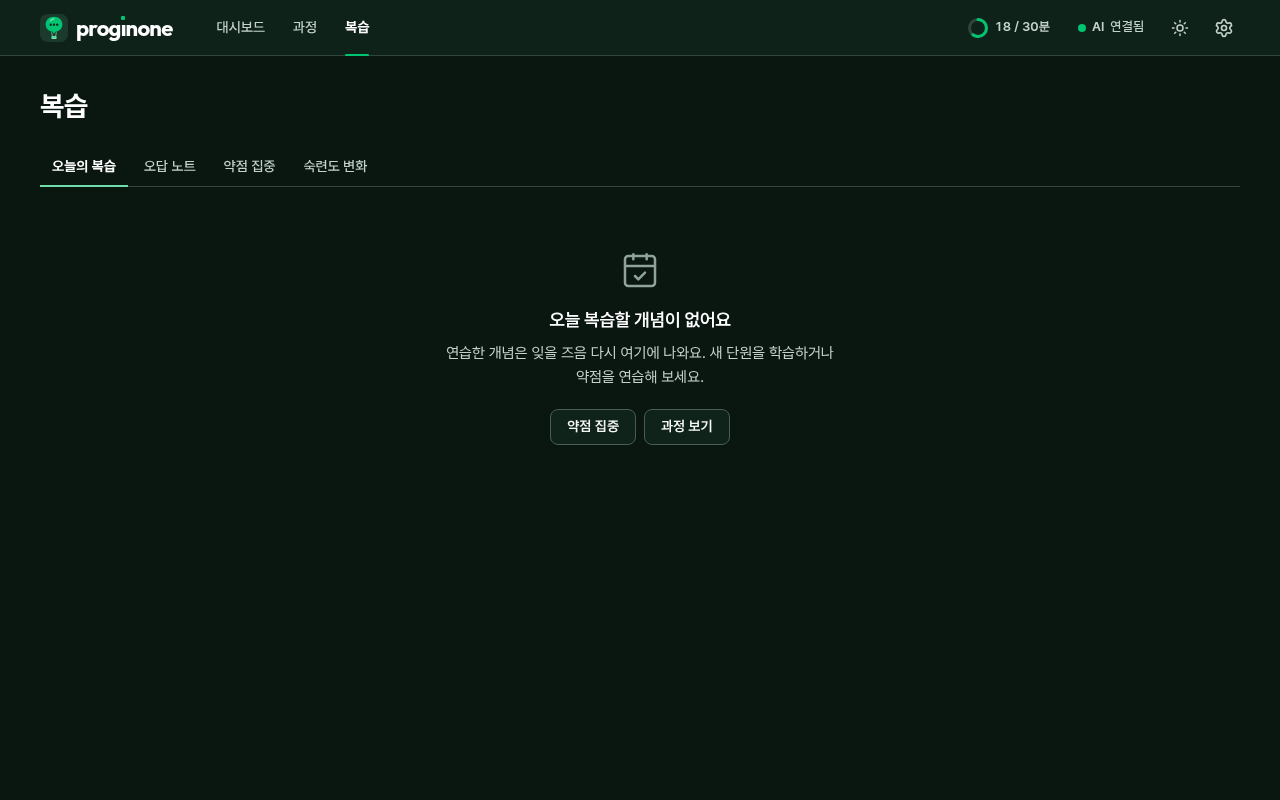 proginone
대시보드
과정
복습
18 / 30분
AI 연결됨
복습
오늘의 복습
오답 노트
약점 집중
숙련도 변화
오늘 복습할 개념이 없어요
연습한 개념은 잊을 즈음 다시 여기에 나와요. 새 단원을 학습하거나
약점을 연습해 보세요.
약점 집중
과정 보기